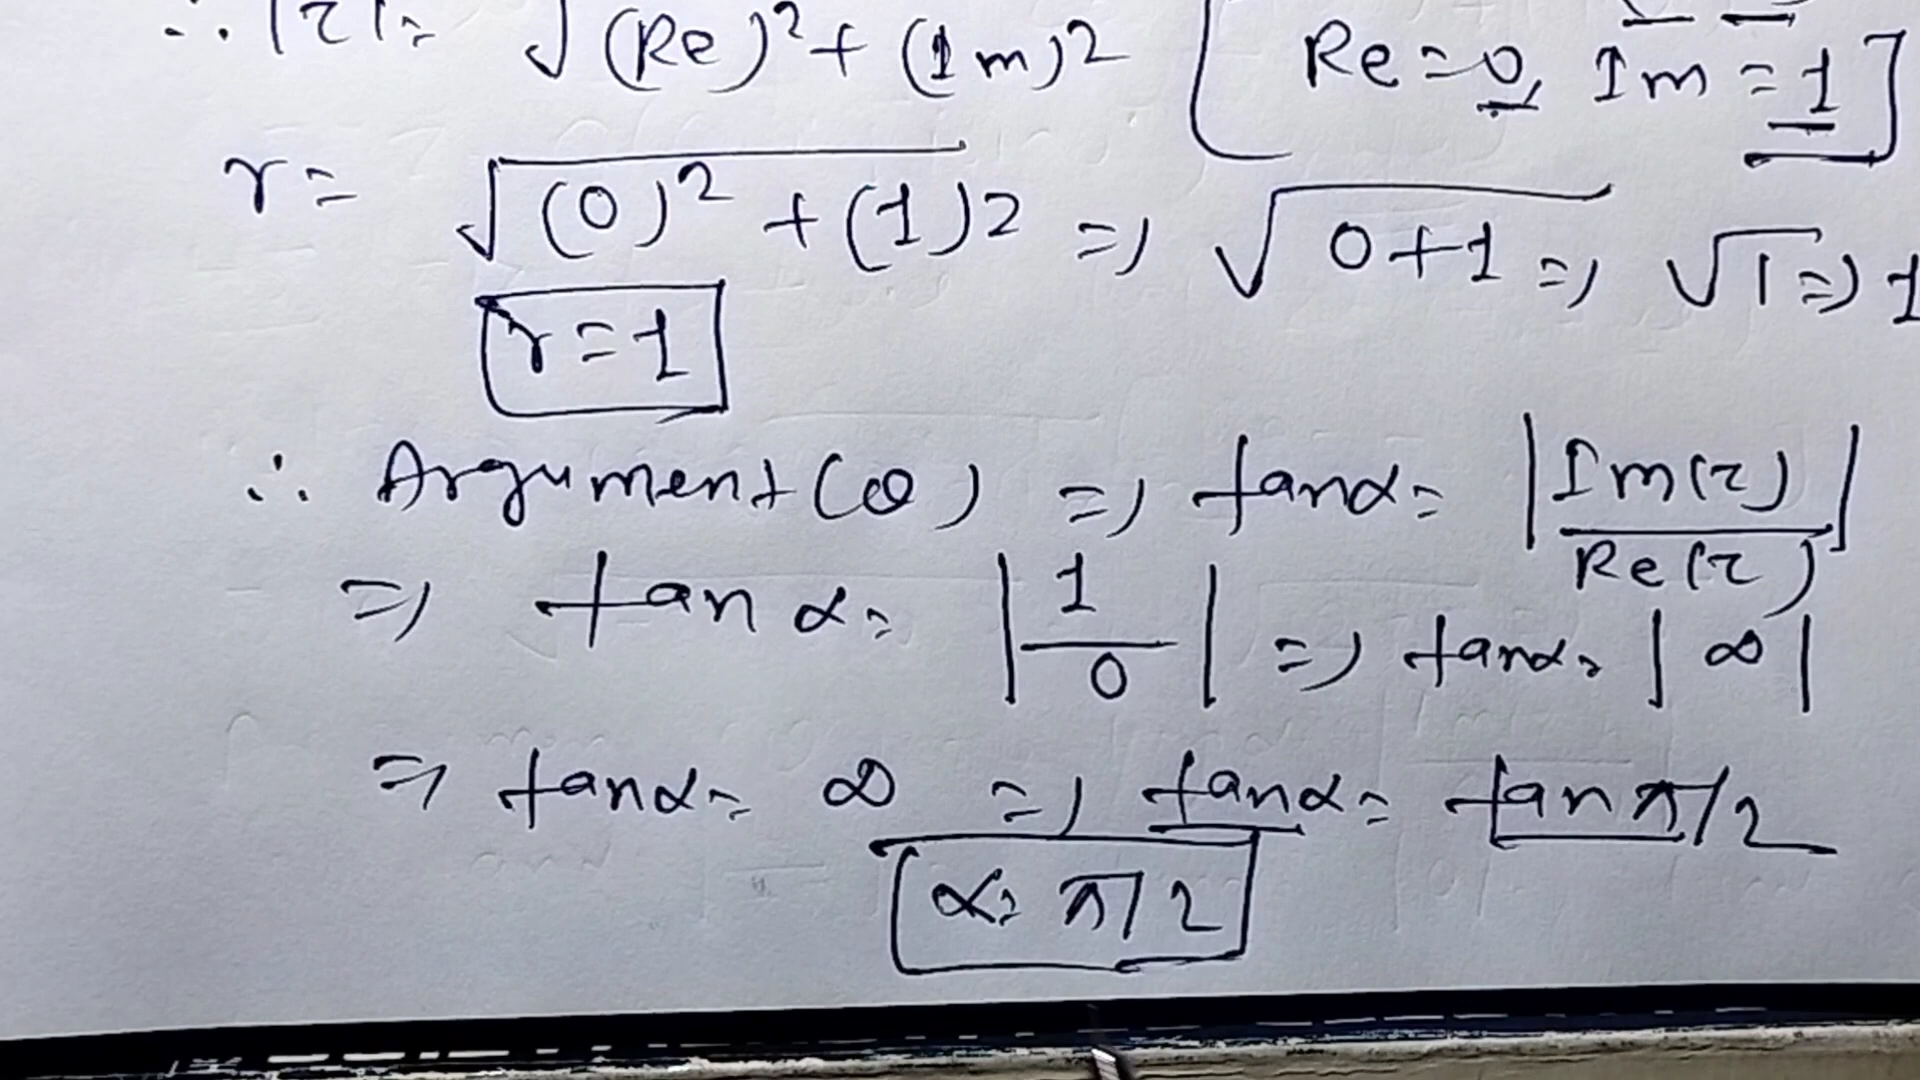 ∴ |z| = √(Re)² + (Im)² [Re=0, Im=1]
r = √(0)² + (1)2 ⇒ √0+1 ⇒ √1 ⇒ 1
r=1
∴ Argument(θ) ⇒ tanα = |Im(z)/Re(z)|
⇒ tan α = |1/0| ⇒ tanα = |∞|
⇒ tanα = ∞ ⇒ tanα = tan π/2
α = π/2